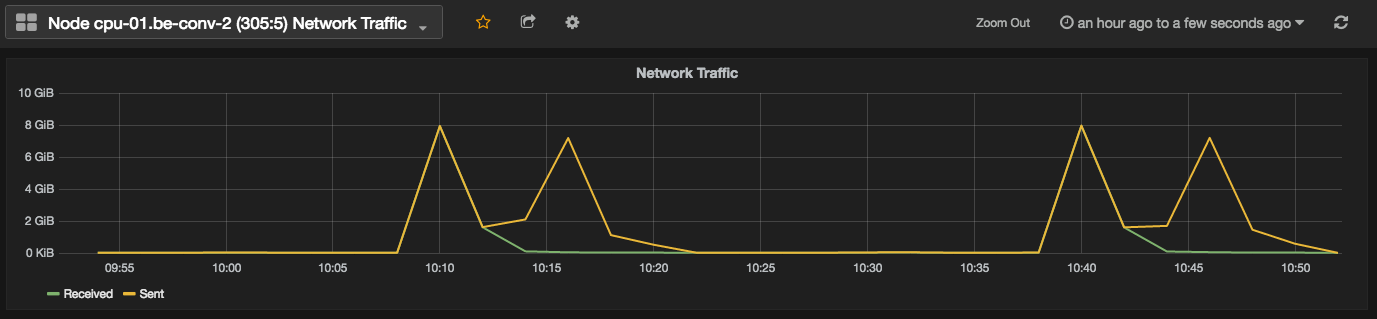 Node cpu-01.be-conv-2 (305:5) Network Traffic
Zoom Out
an hour ago to a few seconds ago
Network Traffic
10 GiB
8 GiB
6 GiB
4 GiB
2 GiB
0 KiB
09:55 10:00 10:05 10:10 10:15 10:20 10:25 10:30 10:35 10:40 10:45 10:50
Received Sent